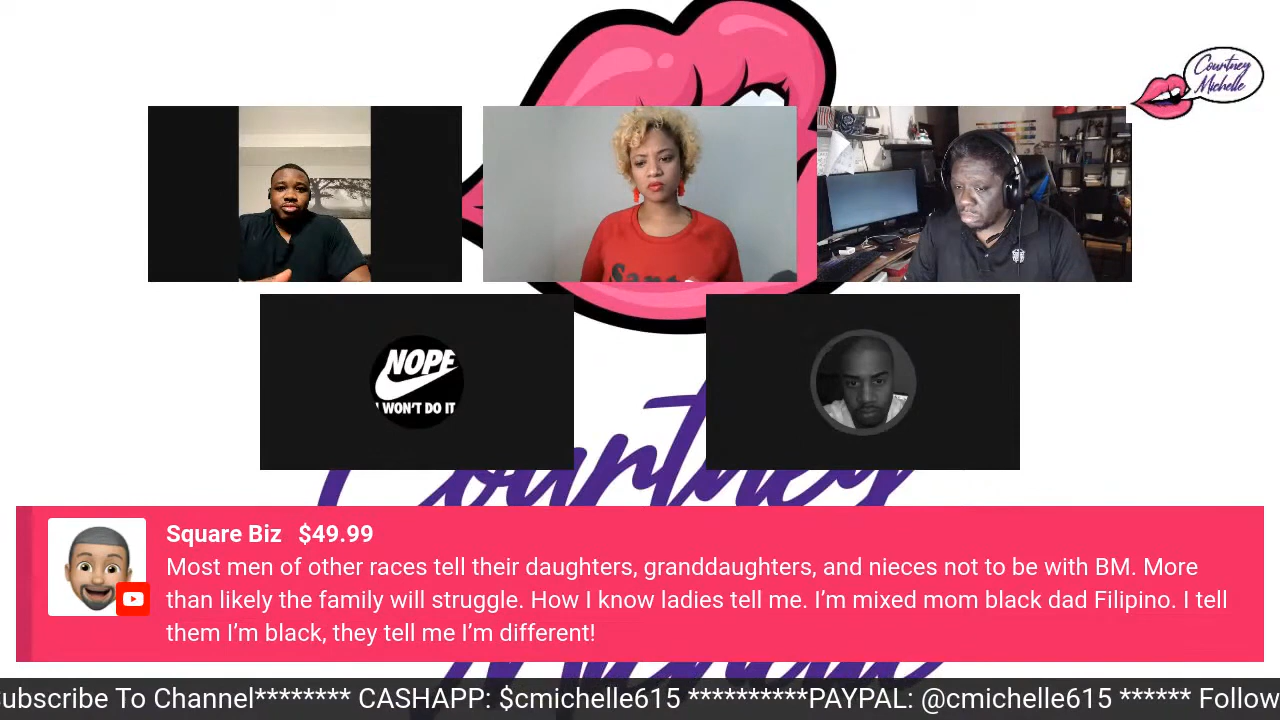 Courtney
Michelle
Santa
NOPE
I WON'T DO IT
Courtney
Michelle
Square Biz $49.99
Most men of other races tell their daughters, granddaughters, and nieces not to be with BM. More
than likely the family will struggle. How I know ladies tell me. I’m mixed mom black dad Filipino. I tell
them I’m black, they tell me I’m different!
ubscribe To Channel******** CASHAPP: $cmichelle615 **********PAYPAL: @cmichelle615 ****** Follow